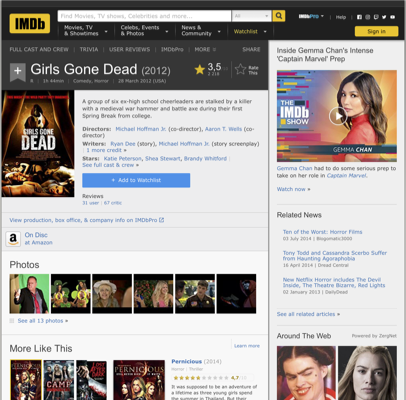 IMDb
Find Movies, TV shows, Celebrities and more...
All
IMDbPro
Help
Movies, TV
& Showtimes
Celebs, Events
& Photos
News &
Community
Watchlist
Sign in
FULL CAST AND CREW | TRIVIA | USER REVIEWS | IMDbPro | MORE
SHARE
Girls Gone Dead (2012)
3,5
Rate
This
1h 44min | Comedy, Horror | 28 March 2012 (USA)
GIRLS GONE
DEAD
A group of six ex-high school cheerleaders are stalked by a killer
with a medieval war hammer and battle axe during their first
Spring Break from college.
Directors: Michael Hoffman Jr. (co-director), Aaron T. Wells (co-
director)
Writers: Ryan Dee (story), Michael Hoffman Jr. (story screenplay)
| 1 more credit »
Stars: Katie Peterson, Shea Stewart, Brandy Whitford |
See full cast & crew »
+ Add to Watchlist
Reviews
31 user | 67 critic
View production, box office, & company info on IMDbPro
a
On Disc
at Amazon
Photos
See all 13 photos »
More Like This
Learn more
PERNICIOUS
CAMP
PERNICIOUS
Pernicious (2014)
Horror | Thriller
4,7
It was supposed to be an adventure of
a lifetime as three young girls spend
the summer in Thailand. But their
Inside Gemma Chan's Intense
'Captain Marvel' Prep
THE
IMDb
SHOW
GEMMA CHAN
Gemma Chan had to do some serious prep to
take on her role in Captain Marvel.
Watch now »
Related News
Ten of the Worst: Horror Films
03 July 2014 | Blogomatic3000
Tony Todd and Cassandra Scerbo Suffer
from Haunting Agoraphobia
16 April 2014 | Dread Central
New Netflix Horror includes The Devil
Inside, The Theatre Bizarre, Red Lights
02 January 2013 | DailyDead
See all related articles »
Around The Web
Powered by ZergNet